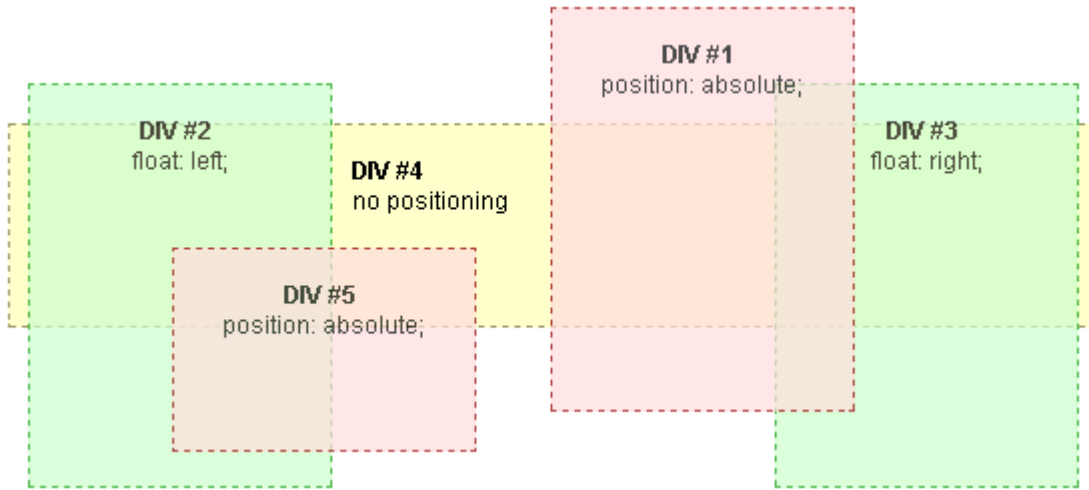 DIV #1
position: absolute;
DIV #2
float: left;
DIV #3
float: right;
DIV #4
no positioning
DIV #5
position: absolute;